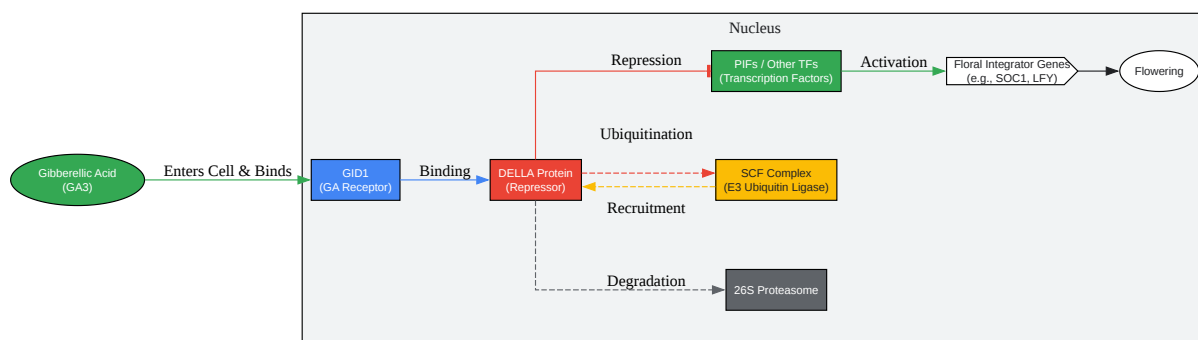 Nucleus
Repression
PIFs / Other TFs
(Transcription Factors)
Activation
Floral Integrator Genes
(e.g., SOC1, LFY)
Flowering
Ubiquitination
Gibberellic Acid
(GA3)
Enters Cell & Binds
GID1
(GA Receptor)
Binding
DELLA Protein
(Repressor)
SCF Complex
(E3 Ubiquitin Ligase)
Recruitment
Degradation
26S Proteasome